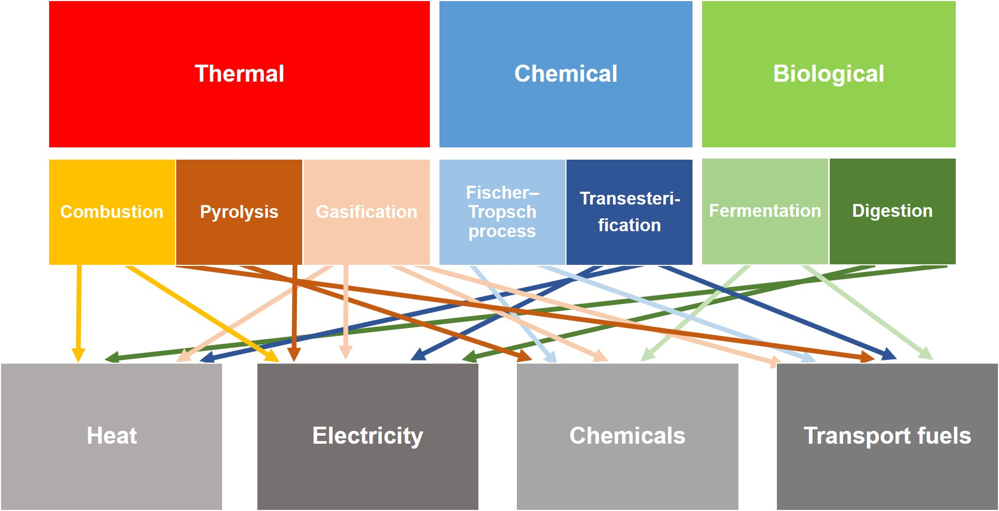 Thermal
Chemical
Biological
Combustion
Pyrolysis
Gasification
Fischer–
Tropsch
process
Transesteri-
fication
Fermentation
Digestion
Heat
Electricity
Chemicals
Transport fuels